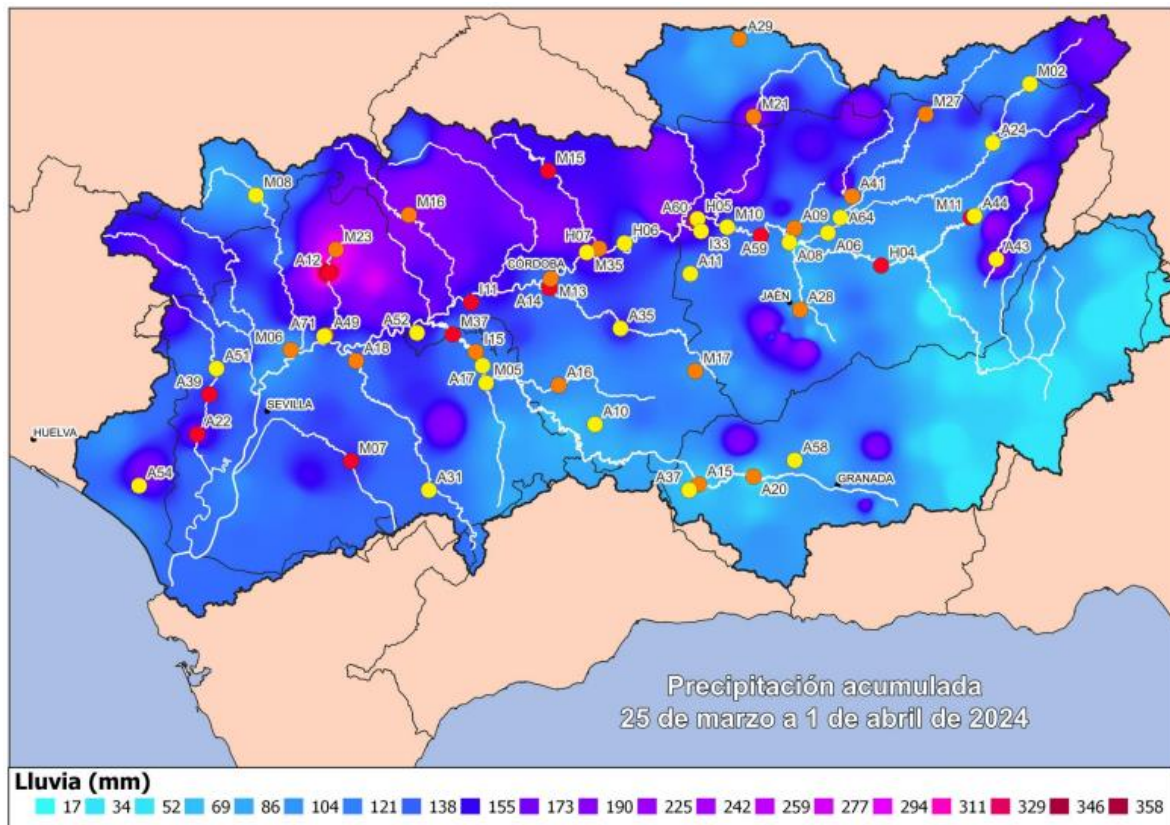 A29
M02
M21
M27
A24
M15
M08
M16
A41
A60
H05
M10
A09
A64
M11
A44
M23
H07
H06
I33
A59
A08
A06
H04
A43
A12
CÓRDOBA
M35
A11
I11
A14
M13
JAÉN
A28
A71
A49
A52
M37
A35
M06
A18
I15
A51
A17
M05
A16
M17
A39
SEVILLA
A10
A22
HUELVA
M07
A58
A54
A31
A37
A15
A20
GRANADA
Precipitación acumulada
25 de marzo a 1 de abril de 2024
Lluvia (mm)
17 34 52 69 86 104 121 138 155 173 190 225 242 259 277 294 311 329 346 358